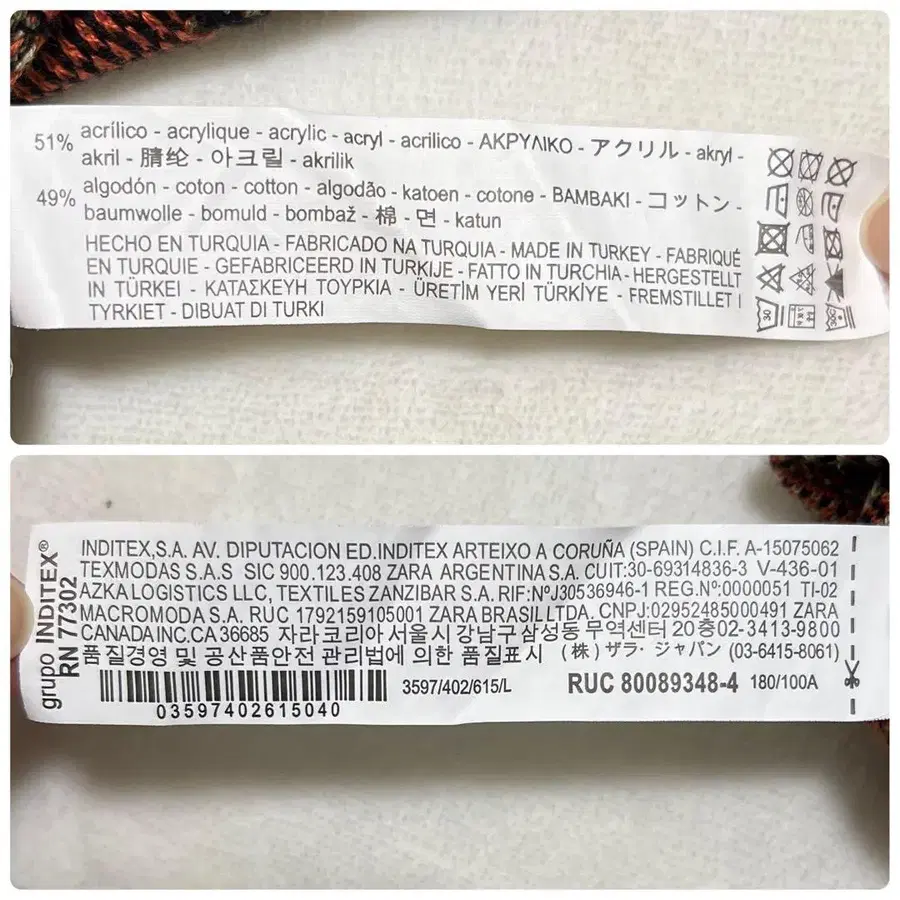 51% acrílico - acrylique - acrylic - acryl - acrilico - ΑΚΡΥΛΙΚΟ - アクリル - akryl -
akril - 腈纶 - 아크릴 - akrilik
49% algodón - coton - cotton - algodão - katoen - cotone - BAMBAKI - コットン -
baumwolle - bomuld - bombaž - 棉 - 면 - katun
HECHO EN TURQUIA - FABRICADO NA TURQUIA - MADE IN TURKEY - FABRIQUÉ
EN TURQUIE - GEFABRICEERD IN TURKIJE - FATTO IN TURCHIA - HERGESTELLT
IN TÜRKEI - ΚΑΤΑΣΚΕΥΗ ΤΟΥΡΚΙΑ - ÜRETİM YERİ TÜRKİYE - FREMSTILLET I
TYRKIET - DIBUAT DI TURKI
30
30C
grupo INDITEX®
RN 77302
INDITEX,S.A. AV. DIPUTACION ED.INDITEX ARTEIXO A CORUÑA (SPAIN) C.I.F. A-15075062
TEXMODAS S.A.S SIC 900.123.408 ZARA ARGENTINA S.A. CUIT:30-69314836-3 V-436-01
AZKA LOGISTICS LLC, TEXTILES ZANZIBAR S.A. RIF:NºJ30536946-1 REG.Nº:0000051 TI-02
MACROMODA S.A. RUC 1792159105001 ZARA BRASIL LTDA. CNPJ:02952485000491 ZARA
CANADA INC.CA 36685 자라코리아 서울시 강남구 삼성동 무역센터 20층 02-3413-9800
품질경영 및 공산품안전 관리법에 의한 품질표시 (株) ザラ・ジャパン (03-6415-8061)
3597/402/615/L RUC 80089348-4 180/100A
03597402615040